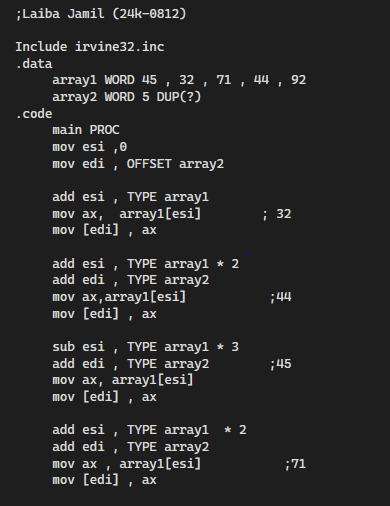 ;Laiba Jamil (24k-0812)
Include irvine32.inc
.data
array1 WORD 45 , 32 , 71 , 44 , 92
array2 WORD 5 DUP(?)
.code
main PROC
mov esi ,0
mov edi , OFFSET array2
add esi , TYPE array1
mov ax,  array1[esi]        ; 32
mov [edi] , ax
add esi , TYPE array1 * 2
add edi , TYPE array2
mov ax,array1[esi]           ;44
mov [edi] , ax
sub esi , TYPE array1 * 3
add edi , TYPE array2        ;45
mov ax, array1[esi]
mov [edi] , ax
add esi , TYPE array1  * 2
add edi , TYPE array2
mov ax , array1[esi]           ;71
mov [edi] , ax